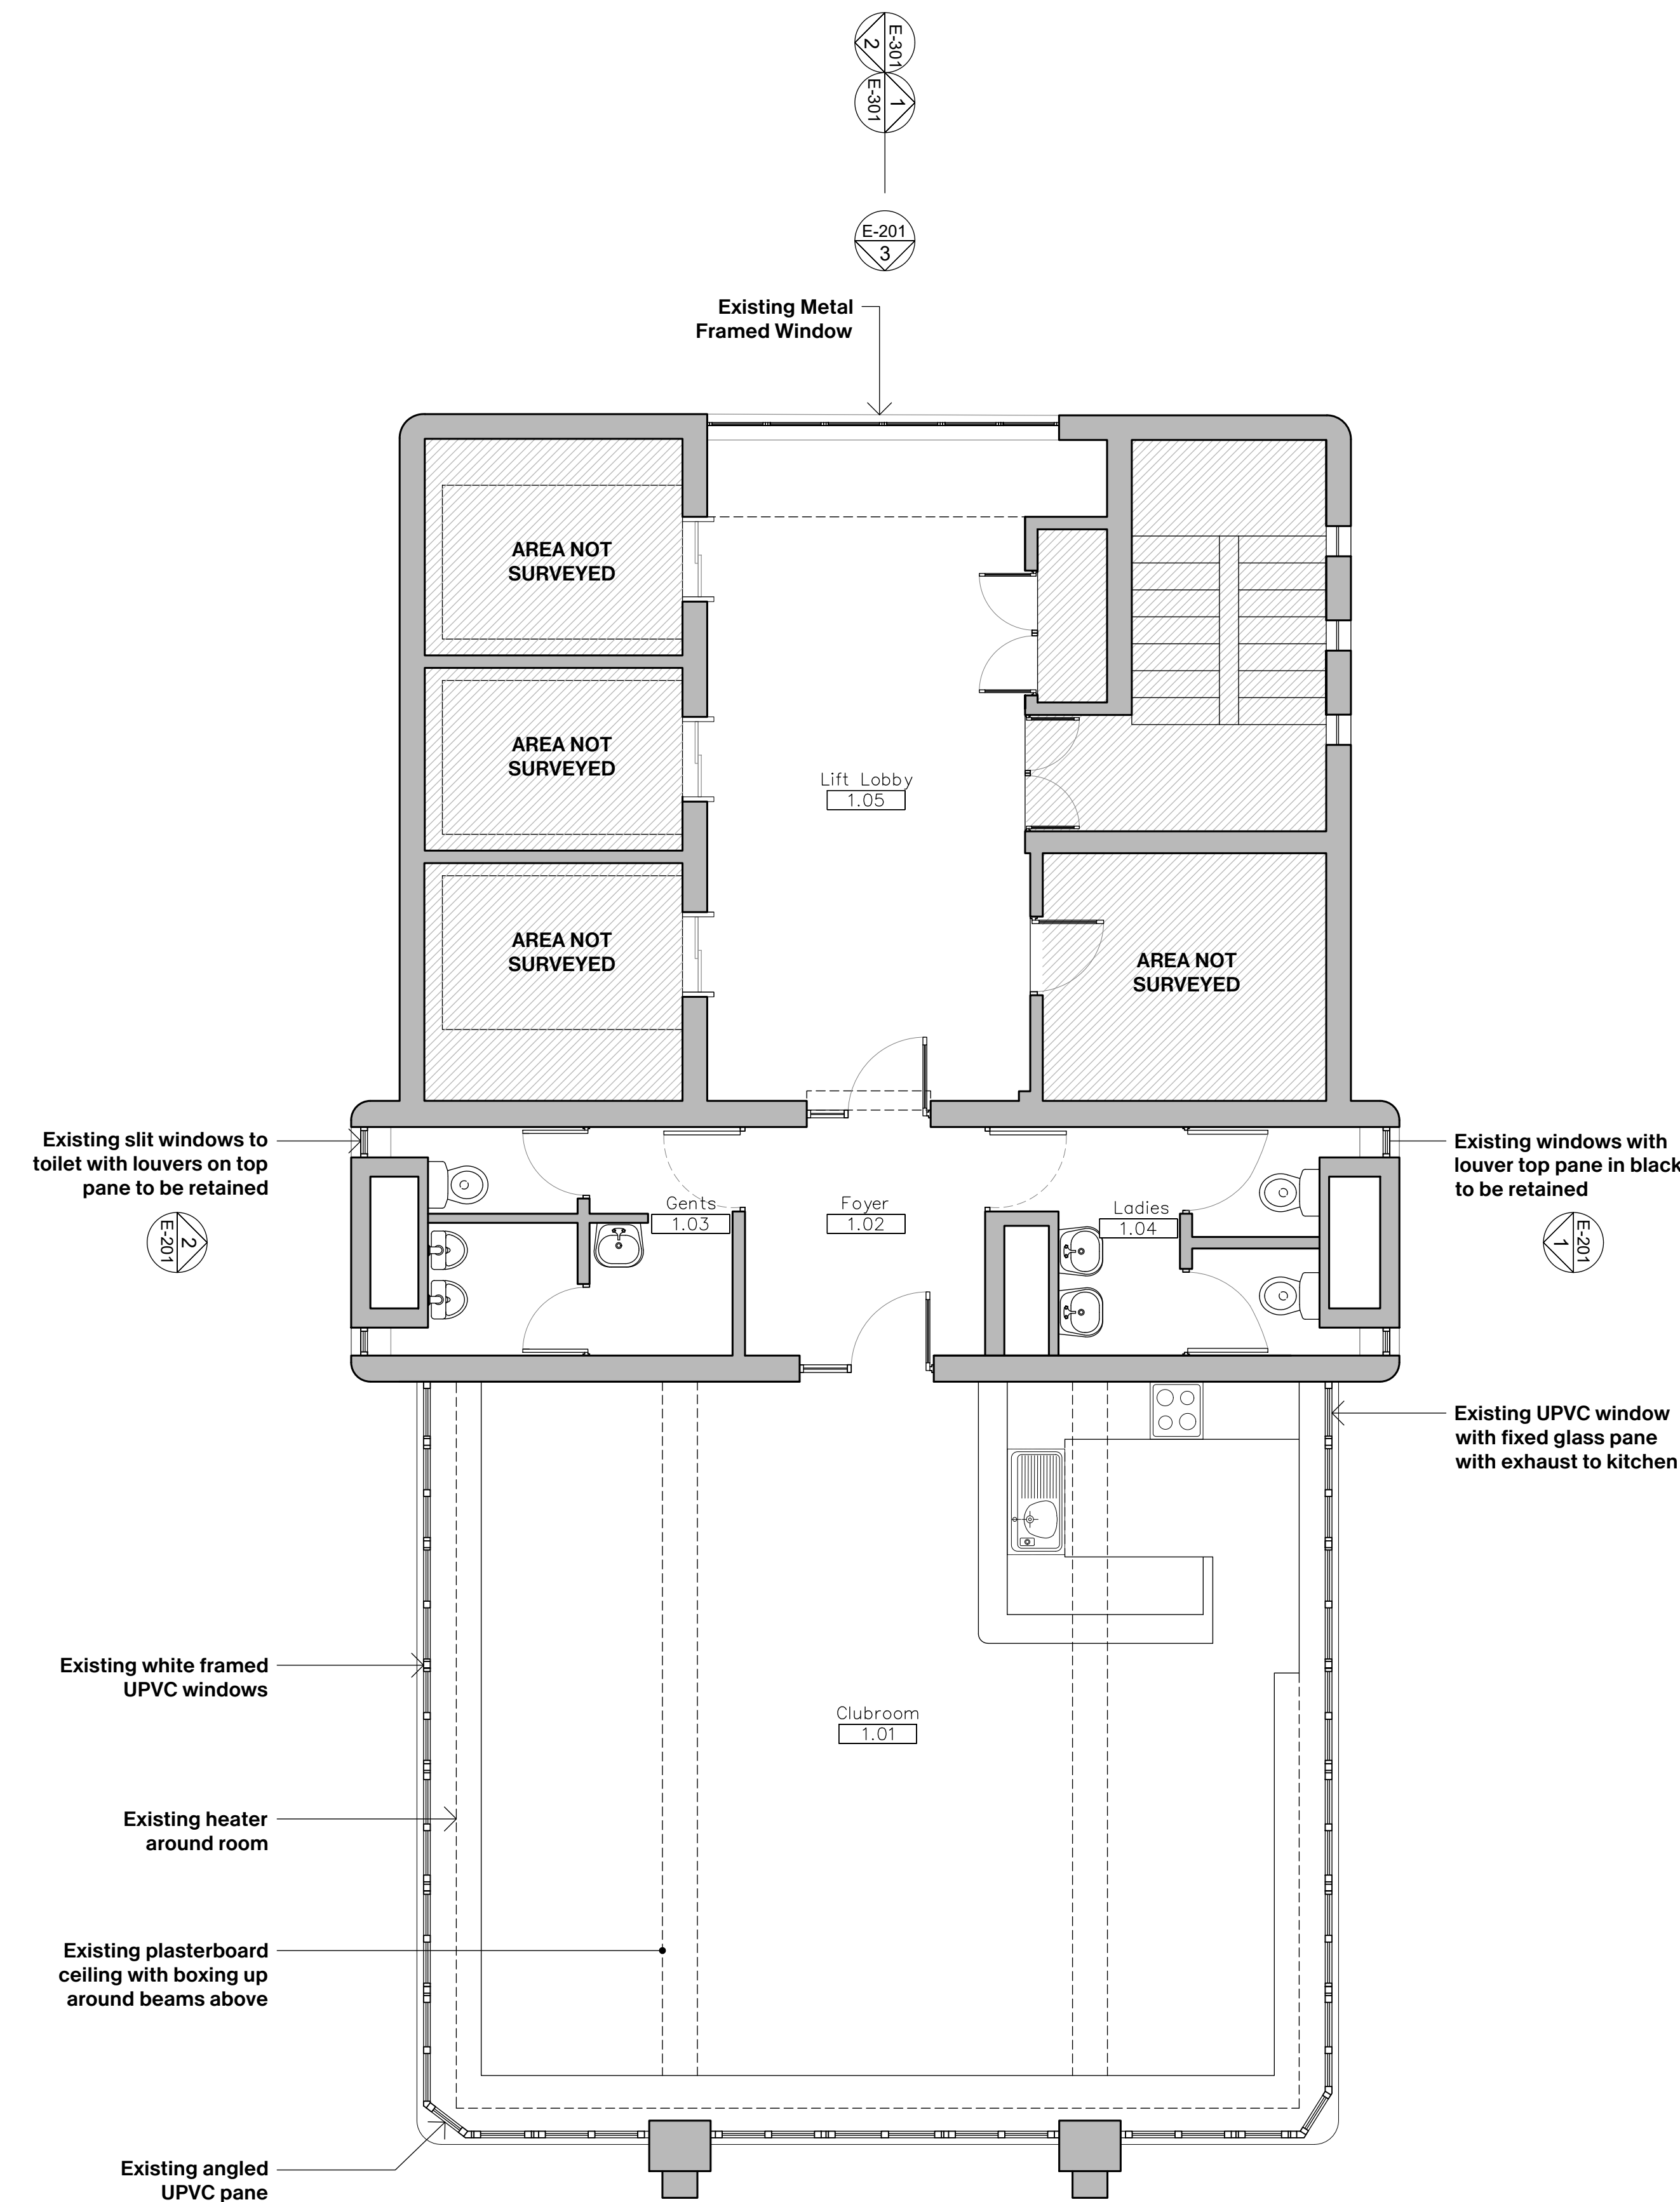 E-301
2
1
E-301
E-201
3
Existing Metal
Framed Window
AREA NOT
SURVEYED
AREA NOT
SURVEYED
Lift Lobby
1.05
AREA NOT
SURVEYED
AREA NOT
SURVEYED
Existing slit windows to
toilet with louvers on top
pane to be retained
Existing windows with
louver top pane in black
to be retained
2
E-201
Gents
1.03
Foyer
1.02
Ladies
1.04
E-201
1
Existing UPVC window
with fixed glass pane
with exhaust to kitchen
Existing white framed
UPVC windows
Clubroom
1.01
Existing heater
around room
Existing plasterboard
ceiling with boxing up
around beams above
Existing angled
UPVC pane